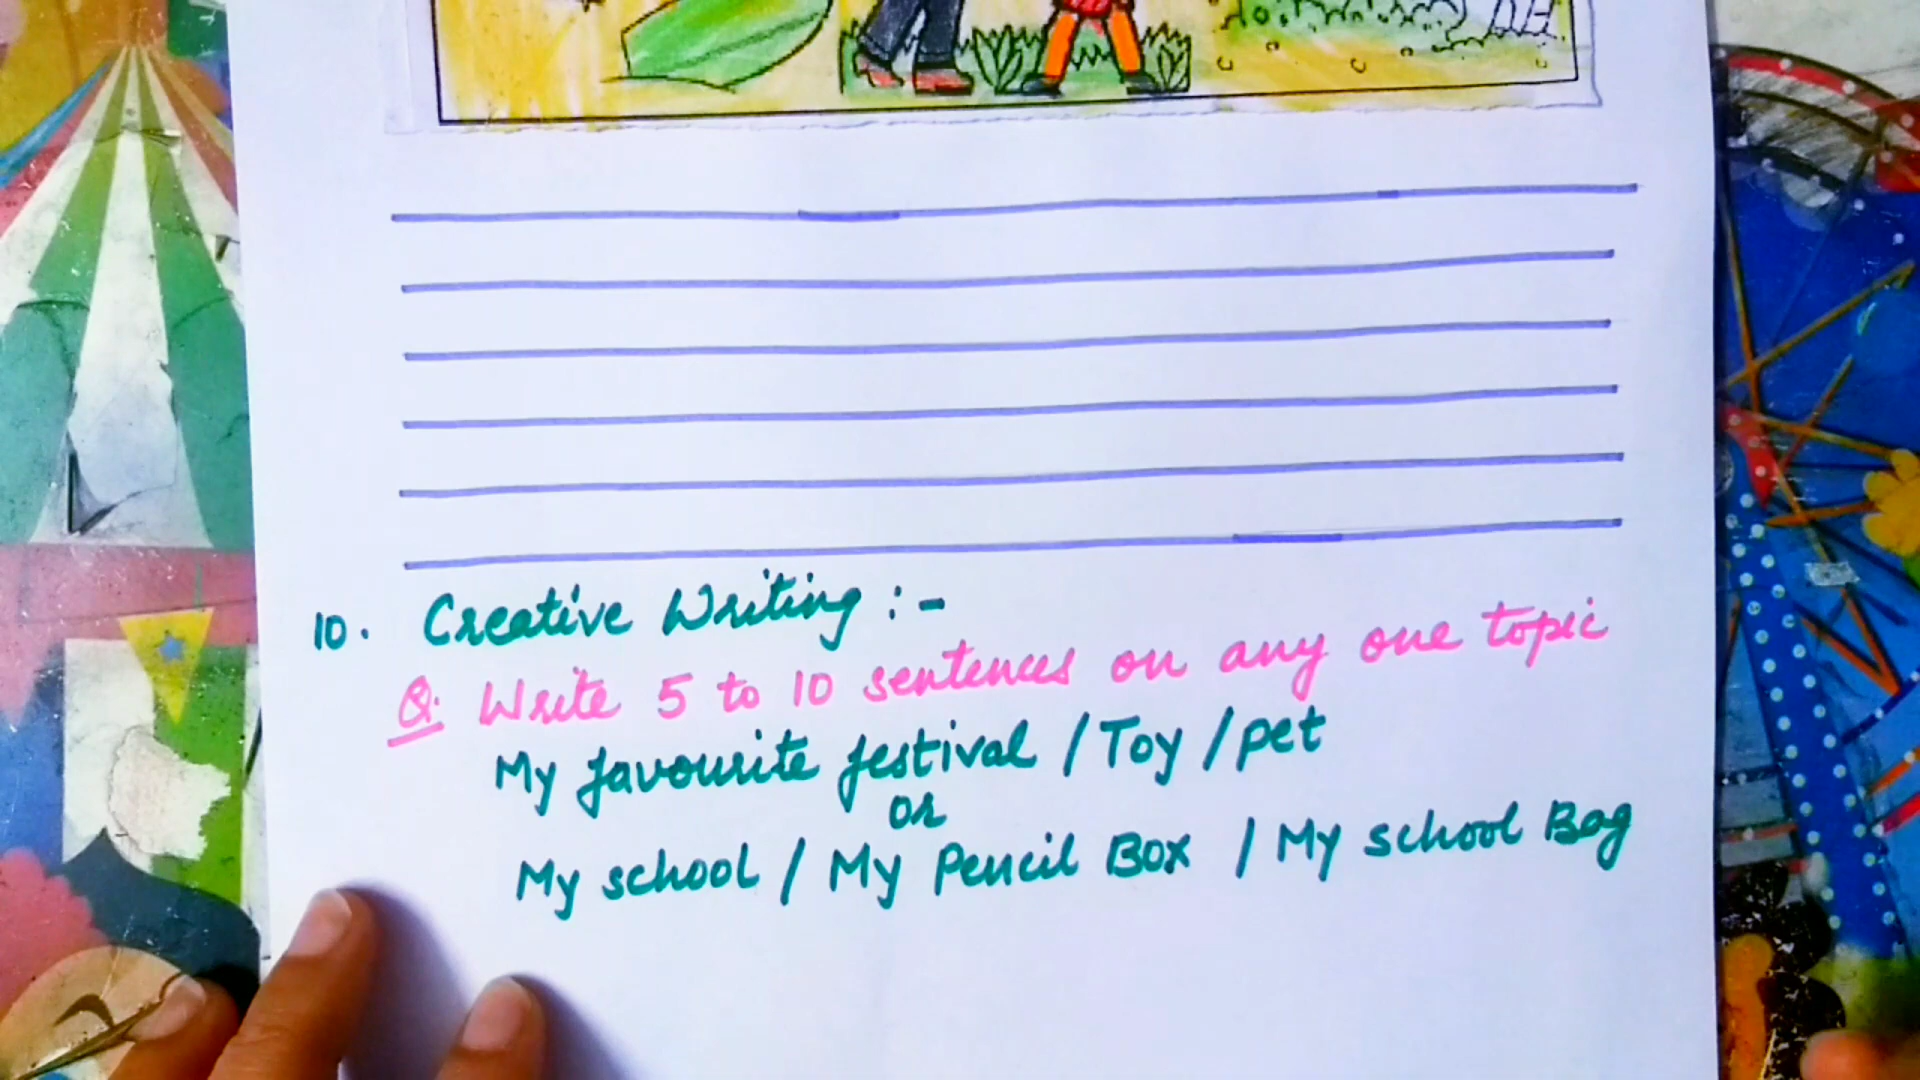 10. Creative Writing :-
Q. Write 5 to 10 sentences on any one topic
My favourite festival / Toy / pet
or
My school / My Pencil Box / My school Bag